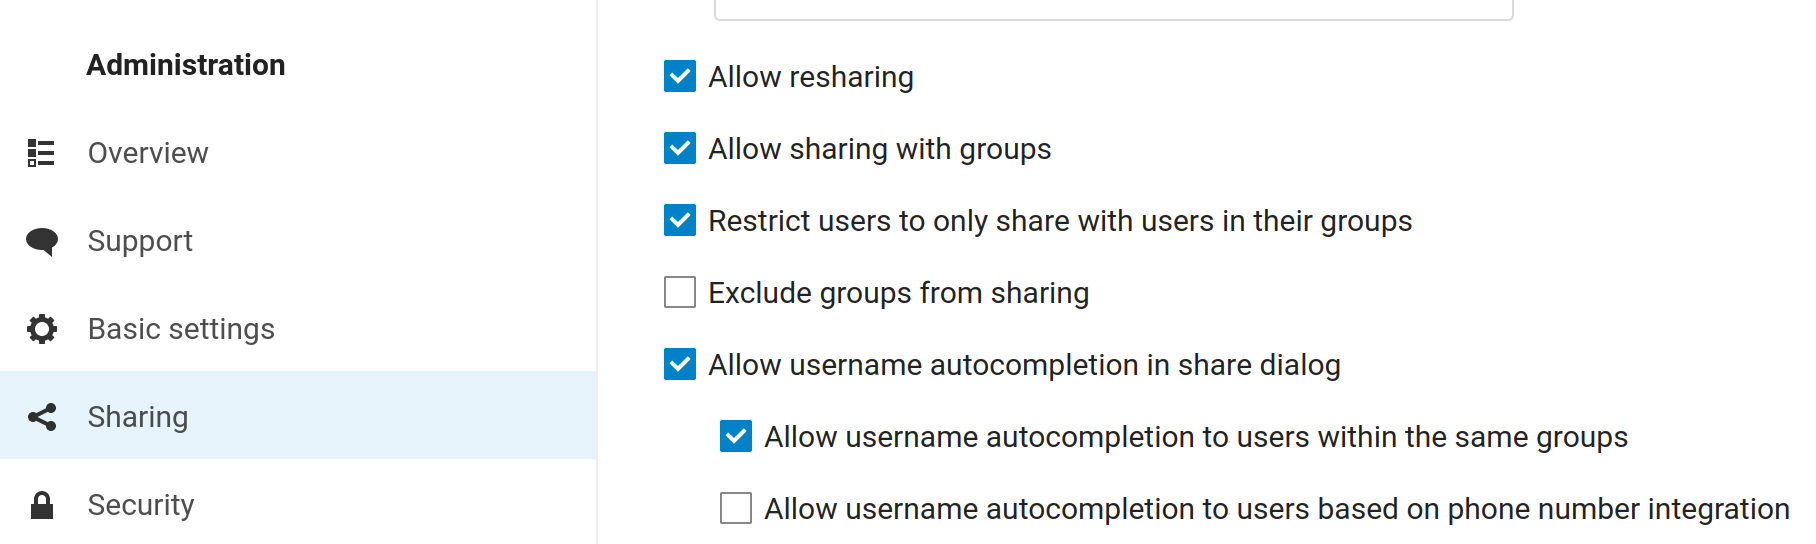 Administration
Overview
Support
Basic settings
Sharing
Security
Allow resharing
Allow sharing with groups
Restrict users to only share with users in their groups
Exclude groups from sharing
Allow username autocompletion in share dialog
Allow username autocompletion to users within the same groups
Allow username autocompletion to users based on phone number integration